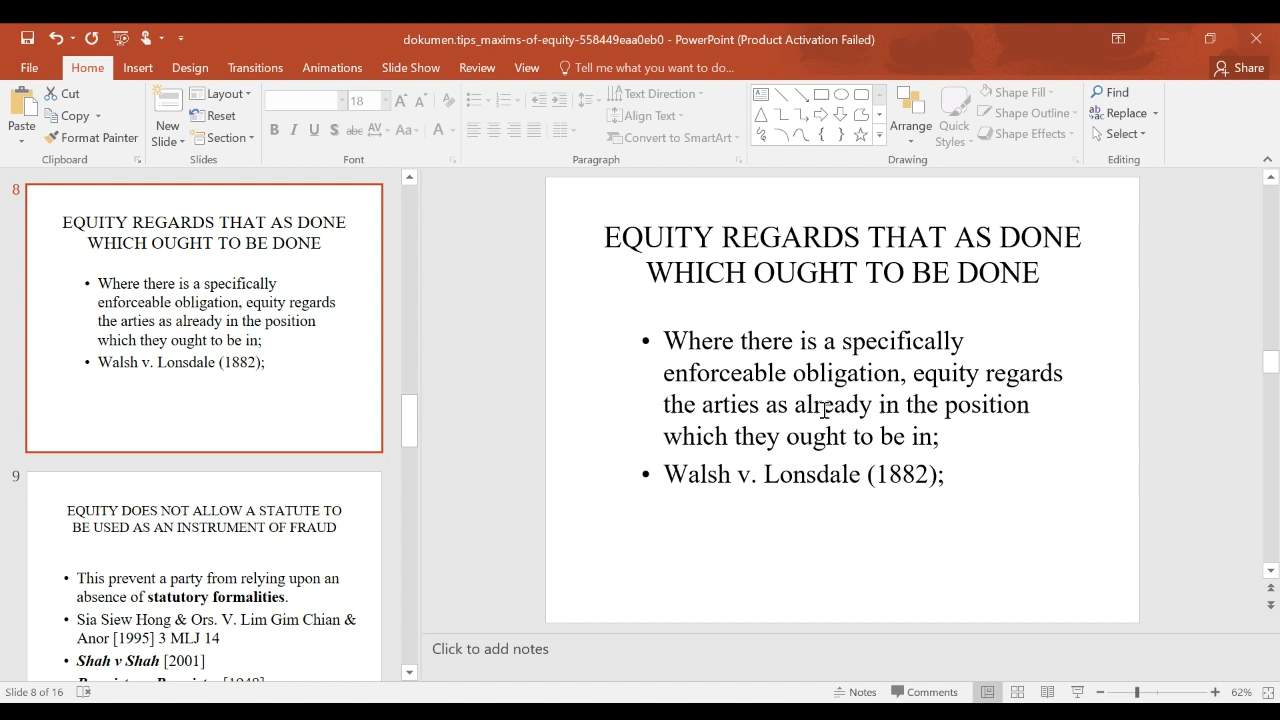 dokumen.tips_maxims-of-equity-558449eaa0eb0 - PowerPoint (Product Activation Failed)
File Home Insert Design Transitions Animations Slide Show Review View Tell me what you want to do... Share
Paste
Cut
Copy
Format Painter
Clipboard
New
Slide
Layout
Reset
Section
Slides
18
B I U S abc AV Aa A
Font
Text Direction
Align Text
Convert to SmartArt
Paragraph
Arrange
Quick
Styles
Shape Fill
Shape Outline
Shape Effects
Drawing
Find
Replace
Select
Editing
8
EQUITY REGARDS THAT AS DONE
WHICH OUGHT TO BE DONE
• Where there is a specifically
enforceable obligation, equity regards
the arties as already in the position
which they ought to be in;
• Walsh v. Lonsdale (1882);
9
EQUITY DOES NOT ALLOW A STATUTE TO
BE USED AS AN INSTRUMENT OF FRAUD
• This prevent a party from relying upon an
absence of statutory formalities.
• Sia Siew Hong & Ors. V. Lim Gim Chian &
Anor [1995] 3 MLJ 14
• Shah v Shah [2001]
EQUITY REGARDS THAT AS DONE
WHICH OUGHT TO BE DONE
• Where there is a specifically
enforceable obligation, equity regards
the arties as already in the position
which they ought to be in;
• Walsh v. Lonsdale (1882);
Click to add notes
Slide 8 of 16 Notes Comments 62%